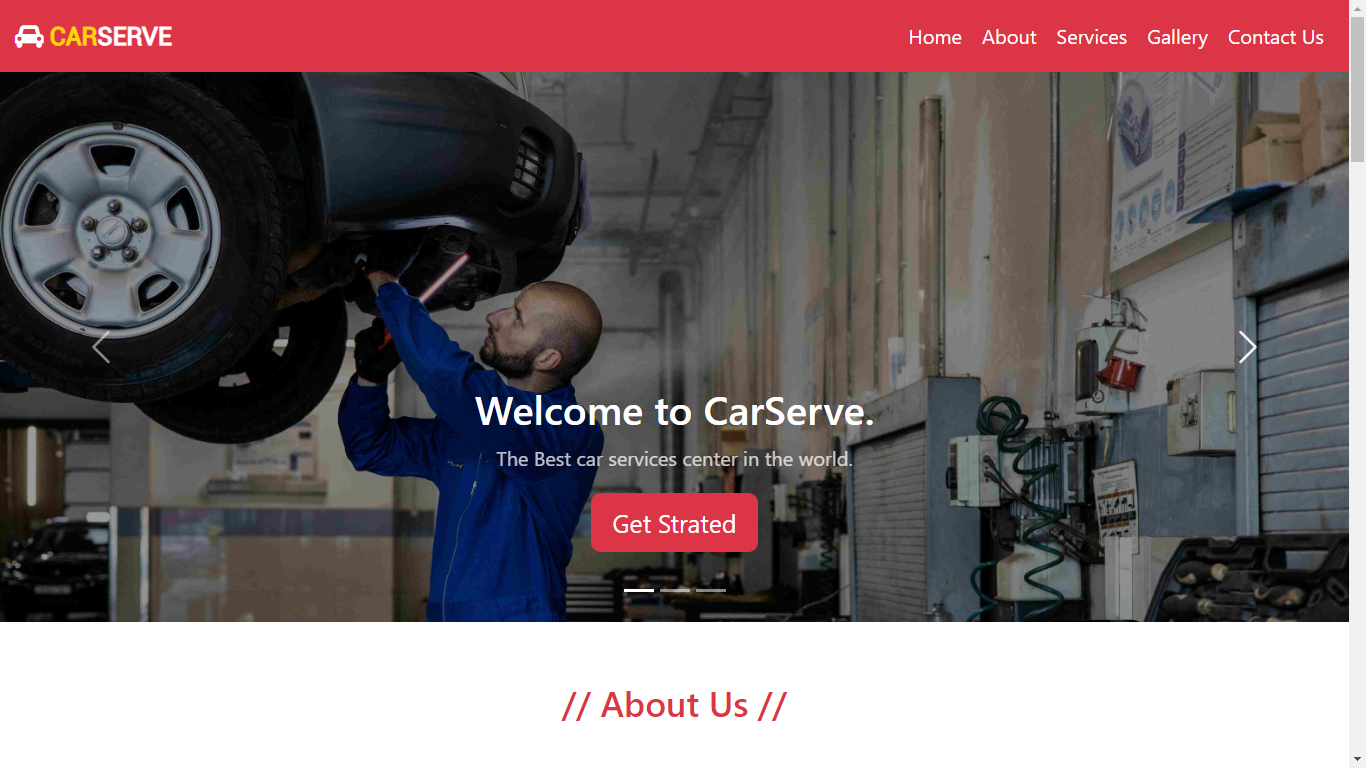 CARSERVE
Home About Services Gallery Contact Us
Welcome to CarServe.
The Best car services center in the world.
Get Strated
// About Us //